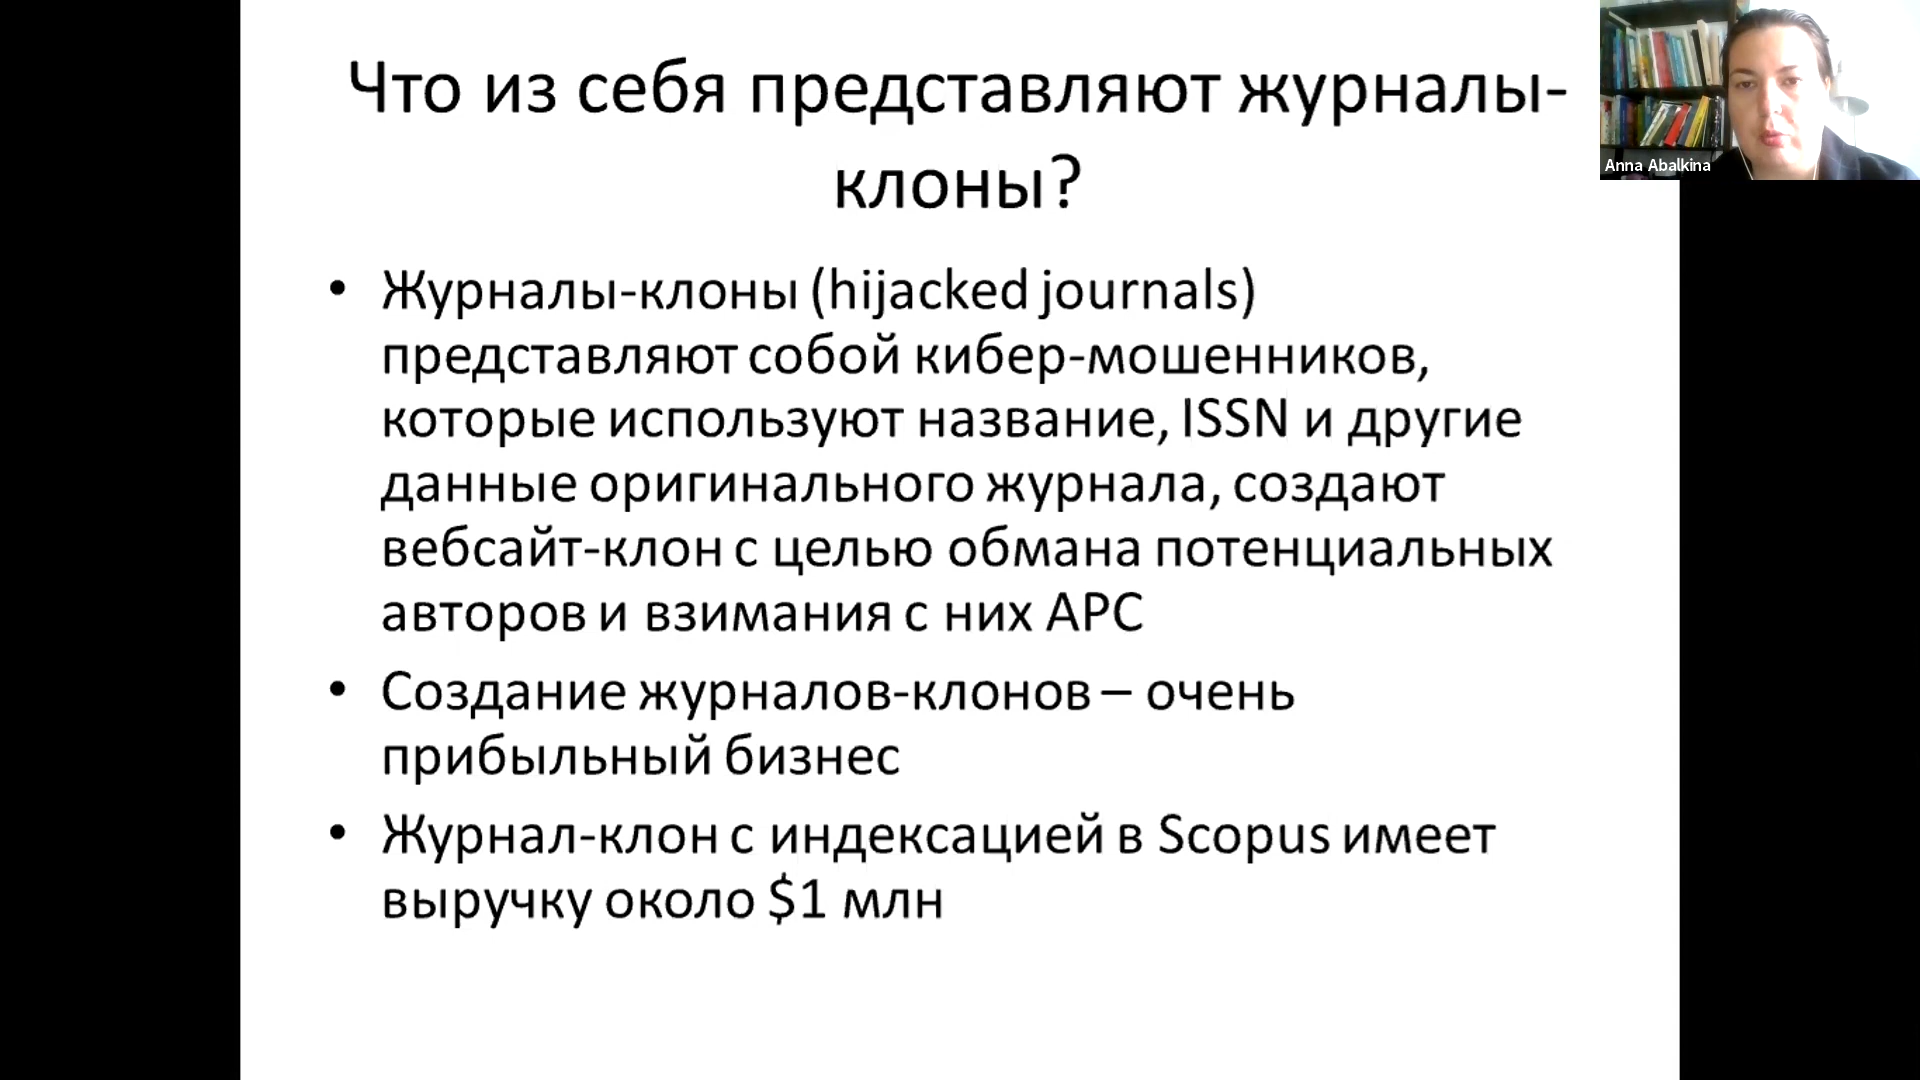 Что из себя представляют журналы-
клоны?
Anna Abalkina
• Журналы-клоны (hijacked journals)
представляют собой кибер-мошенников,
которые используют название, ISSN и другие
данные оригинального журнала, создают
вебсайт-клон с целью обмана потенциальных
авторов и взимания с них APC
• Создание журналов-клонов – очень
прибыльный бизнес
• Журнал-клон с индексацией в Scopus имеет
выручку около $1 млн